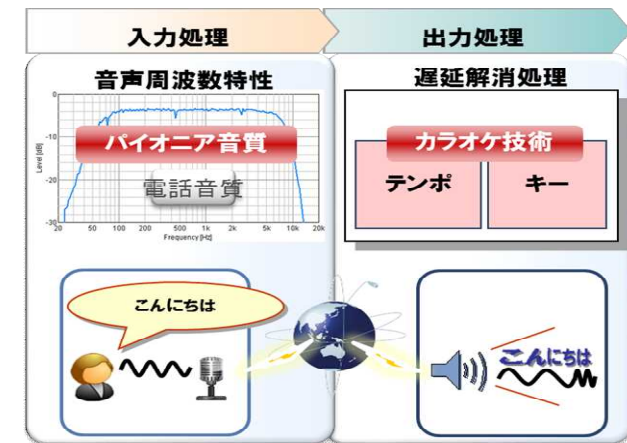 入力処理
出力処理
音声周波数特性
遅延解消処理
0
-10
-20
-30
Level [dB]
パイオニア音質
電話音質
20 50 100 200 500 1k 2k 5k 10k 20k
Frequency [Hz]
カラオケ技術
テンポ
キー
こんにちは
こんにちは